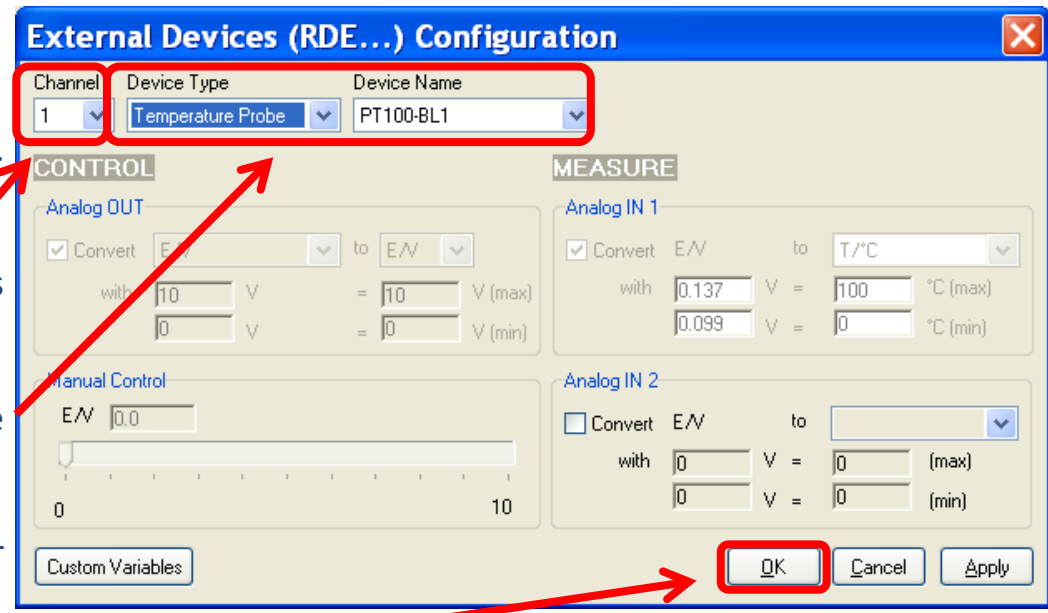 External Devices (RDE...) Configuration
Channel Device Type Device Name
1 Temperature Probe PT100-BL1
CONTROL
Analog OUT
Convert E/V to E/V
with 10 V = 10 V (max)
0 V = 0 V (min)
Manual Control
E/V 0.0
0 10
MEASURE
Analog IN 1
Convert E/V to T/°C
with 0.137 V = 100 °C (max)
0.099 V = 0 °C (min)
Analog IN 2
Convert E/V to
with 0 V = 0 (max)
0 V = 0 (min)
Custom Variables OK Cancel Apply